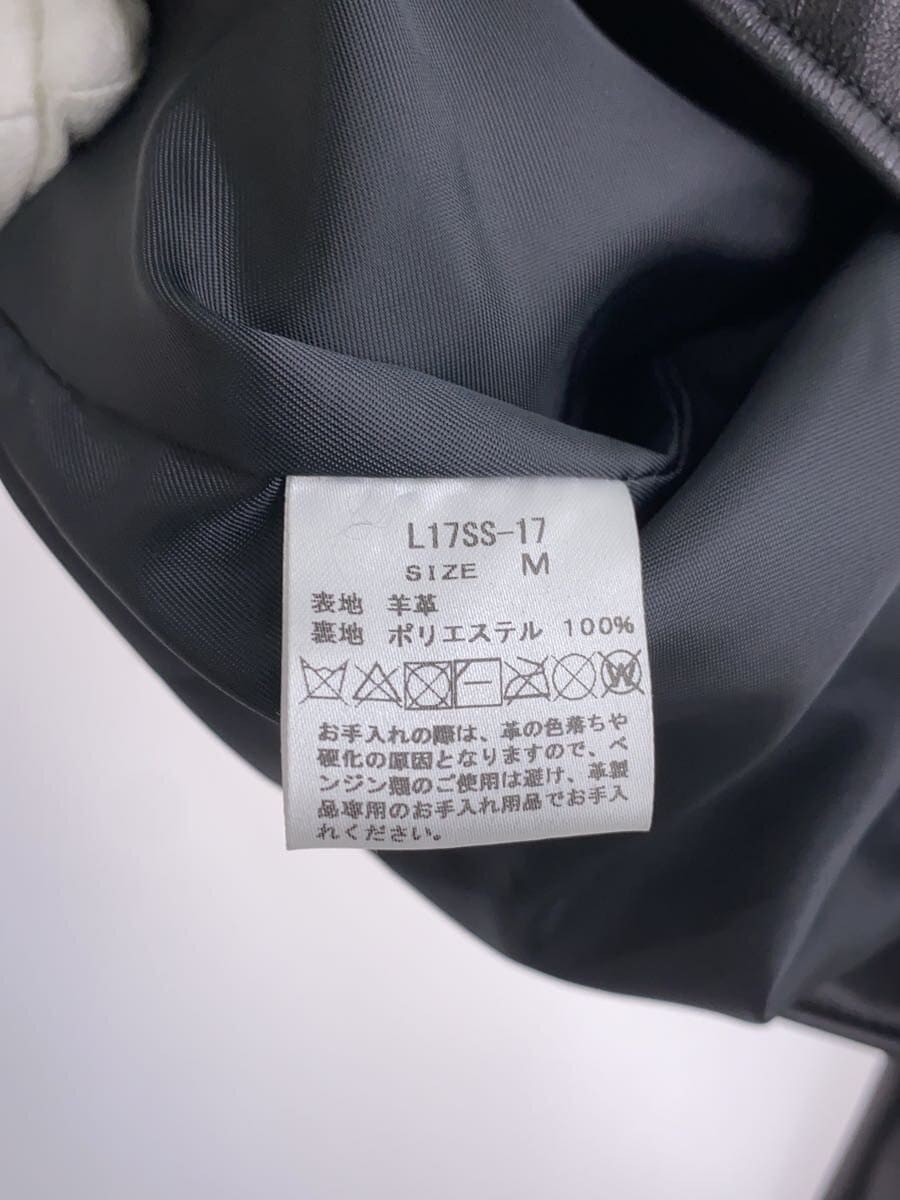 L17SS-17
SIZE M
表地 羊革
裏地 ポリエステル 100%
W
お手入れの際は、革の色落ちや
硬化の原因となりますので、ベ
ンジン類のご使用は避け、革製
品専用のお手入れ用品でお手入
れください。